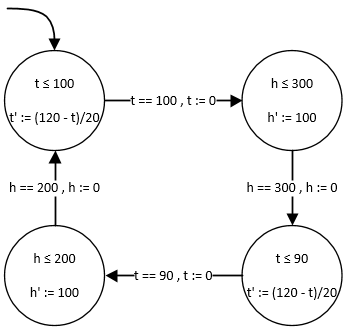 t ≤ 100
t' := (120 - t)/20
t == 100 , t := 0
h ≤ 300
h' := 100
h == 200 , h := 0
h == 300 , h := 0
h ≤ 200
h' := 100
t == 90 , t := 0
t ≤ 90
t' := (120 - t)/20